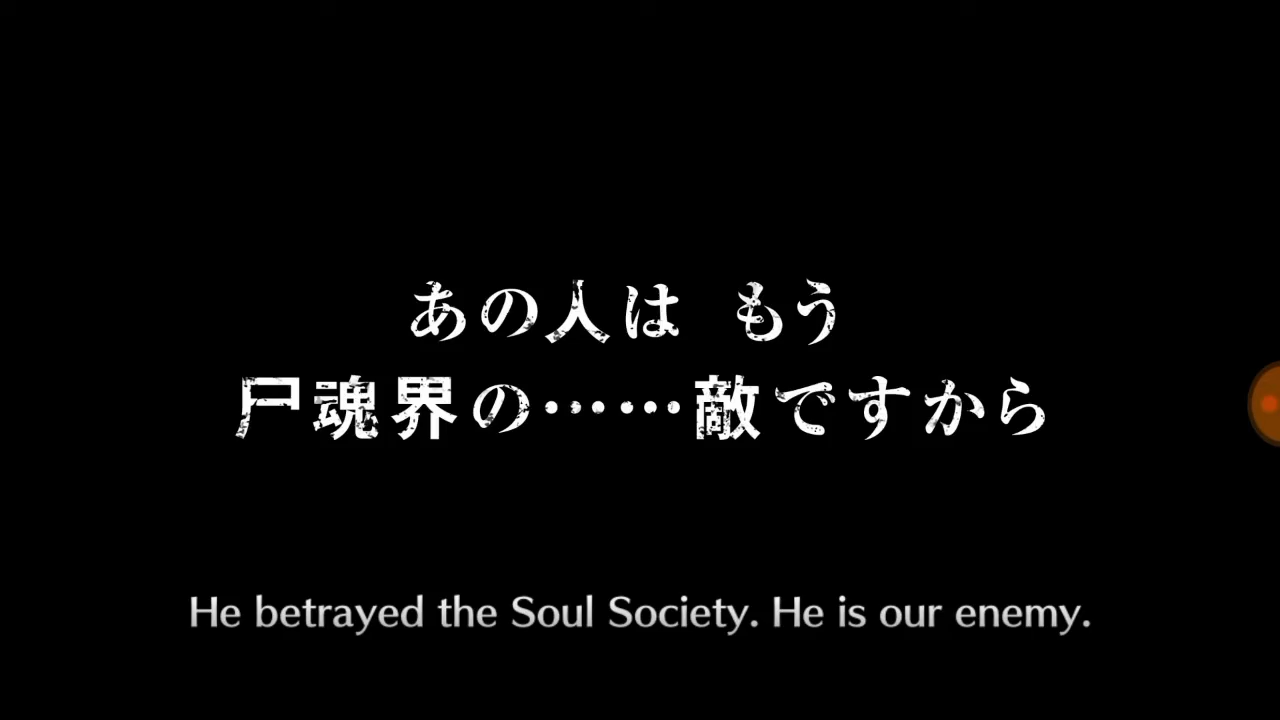 あの人は もう
尸魂界の……敵ですから
He betrayed the Soul Society. He is our enemy.